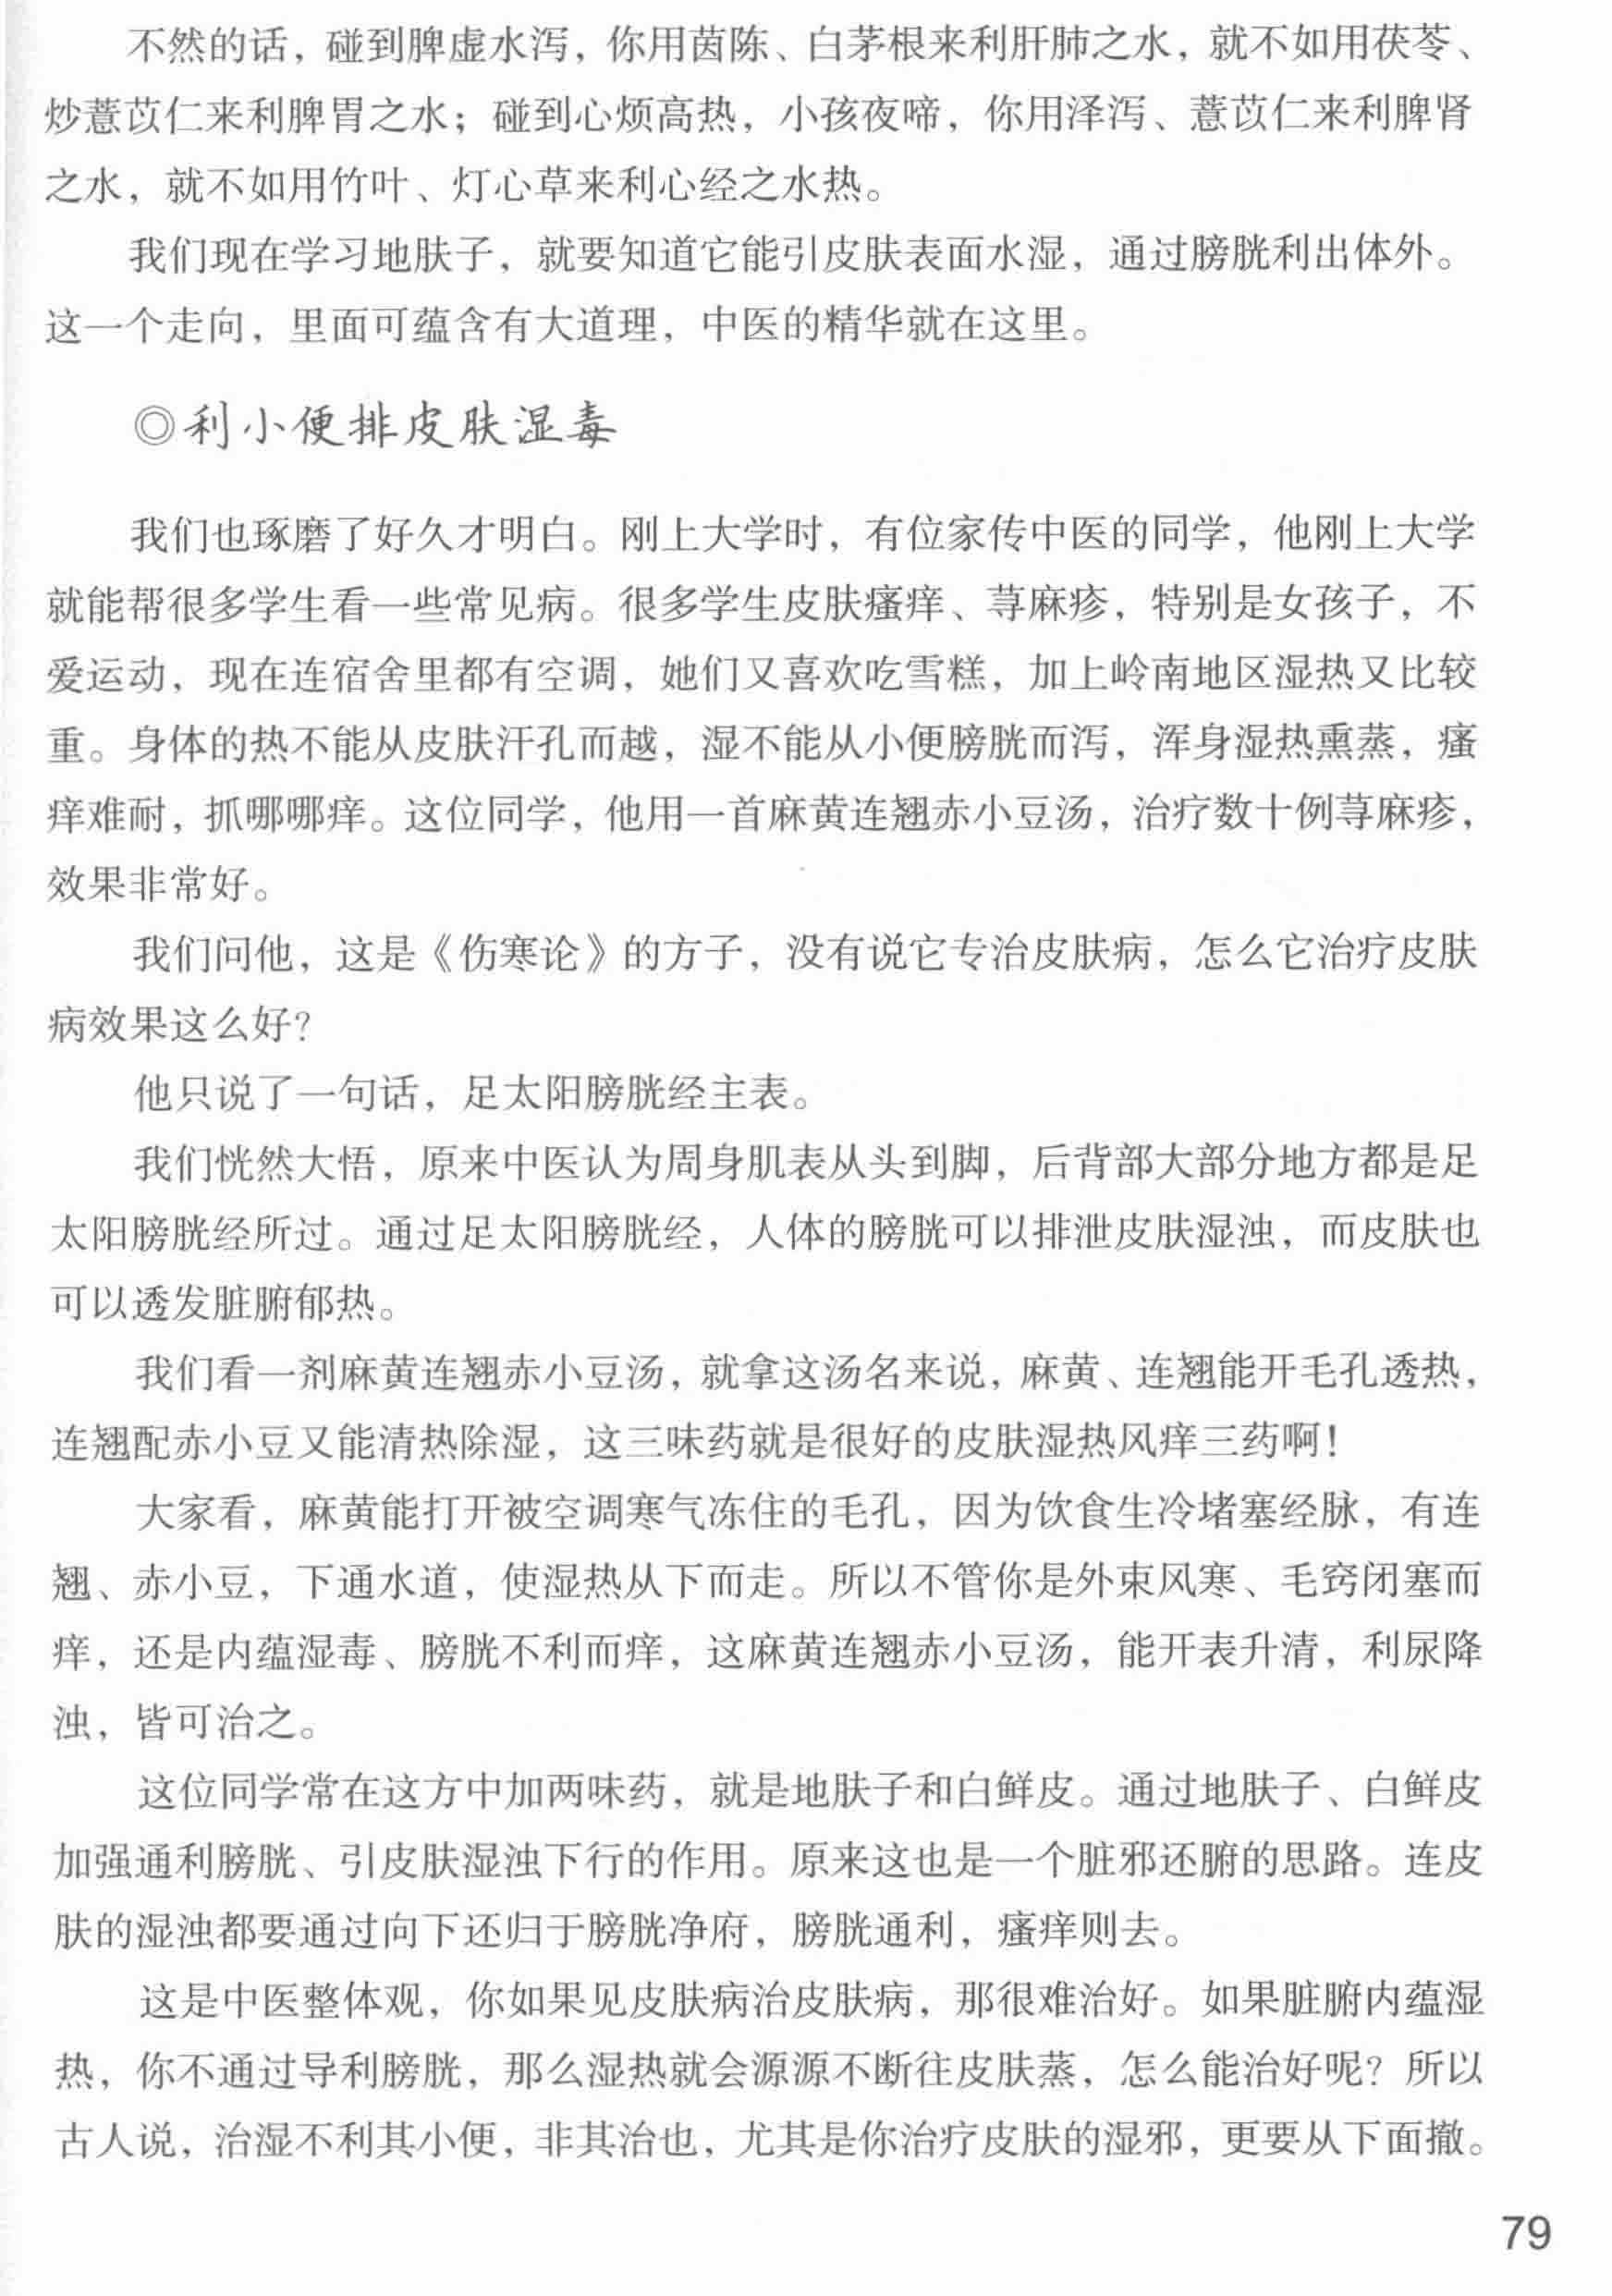 不然的话，碰到脾虚水泻，你用茵陈、白茅根来利肝肺之水，就不如用茯苓、
炒薏苡仁来利脾胃之水；碰到心烦高热，小孩夜啼，你用泽泻、薏苡仁来利脾肾
之水，就不如用竹叶、灯心草来利心经之水热。
我们现在学习地肤子，就要知道它能引皮肤表面水湿，通过膀胱利出体外。
这一个走向，里面可蕴含有大道理，中医的精华就在这里。
◎利小便排皮肤湿毒
我们也琢磨了好久才明白。刚上大学时，有位家传中医的同学，他刚上大学
就能帮很多学生看一些常见病。很多学生皮肤瘙痒、荨麻疹，特别是女孩子，不
爱运动，现在连宿舍里都有空调，她们又喜欢吃雪糕，加上岭南地区湿热又比较
重。身体的热不能从皮肤汗孔而越，湿不能从小便膀胱而泻，浑身湿热熏蒸，瘙
痒难耐，抓哪哪痒。这位同学，他用一首麻黄连翘赤小豆汤，治疗数十例荨麻疹，
效果非常好。
我们问他，这是《伤寒论》的方子，没有说它专治皮肤病，怎么它治疗皮肤
病效果这么好？
他只说了一句话，足太阳膀胱经主表。
我们恍然大悟，原来中医认为周身肌表从头到脚，后背部大部分地方都是足
太阳膀胱经所过。通过足太阳膀胱经，人体的膀胱可以排泄皮肤湿浊，而皮肤也
可以透发脏腑郁热。
我们看一剂麻黄连翘赤小豆汤，就拿这汤名来说，麻黄、连翘能开毛孔透热，
连翘配赤小豆又能清热除湿，这三味药就是很好的皮肤湿热风痒三药啊！
大家看，麻黄能打开被空调寒气冻住的毛孔，因为饮食生冷堵塞经脉，有连
翘、赤小豆，下通水道，使湿热从下而走。所以不管你是外束风寒、毛窍闭塞而
痒，还是内蕴湿毒、膀胱不利而痒，这麻黄连翘赤小豆汤，能开表升清，利尿降
浊，皆可治之。
这位同学常在这方中加两味药，就是地肤子和白鲜皮。通过地肤子、白鲜皮
加强通利膀胱、引皮肤湿浊下行的作用。原来这也是一个脏邪还腑的思路。连皮
肤的湿浊都要通过向下还归于膀胱净府，膀胱通利，瘙痒则去。
这是中医整体观，你如果见皮肤病治皮肤病，那很难治好。如果脏腑内蕴湿
热，你不通过导利膀胱，那么湿热就会源源不断往皮肤蒸，怎么能治好呢？所以
古人说，治湿不利其小便，非其治也，尤其是你治疗皮肤的湿邪，更要从下面撤。
79